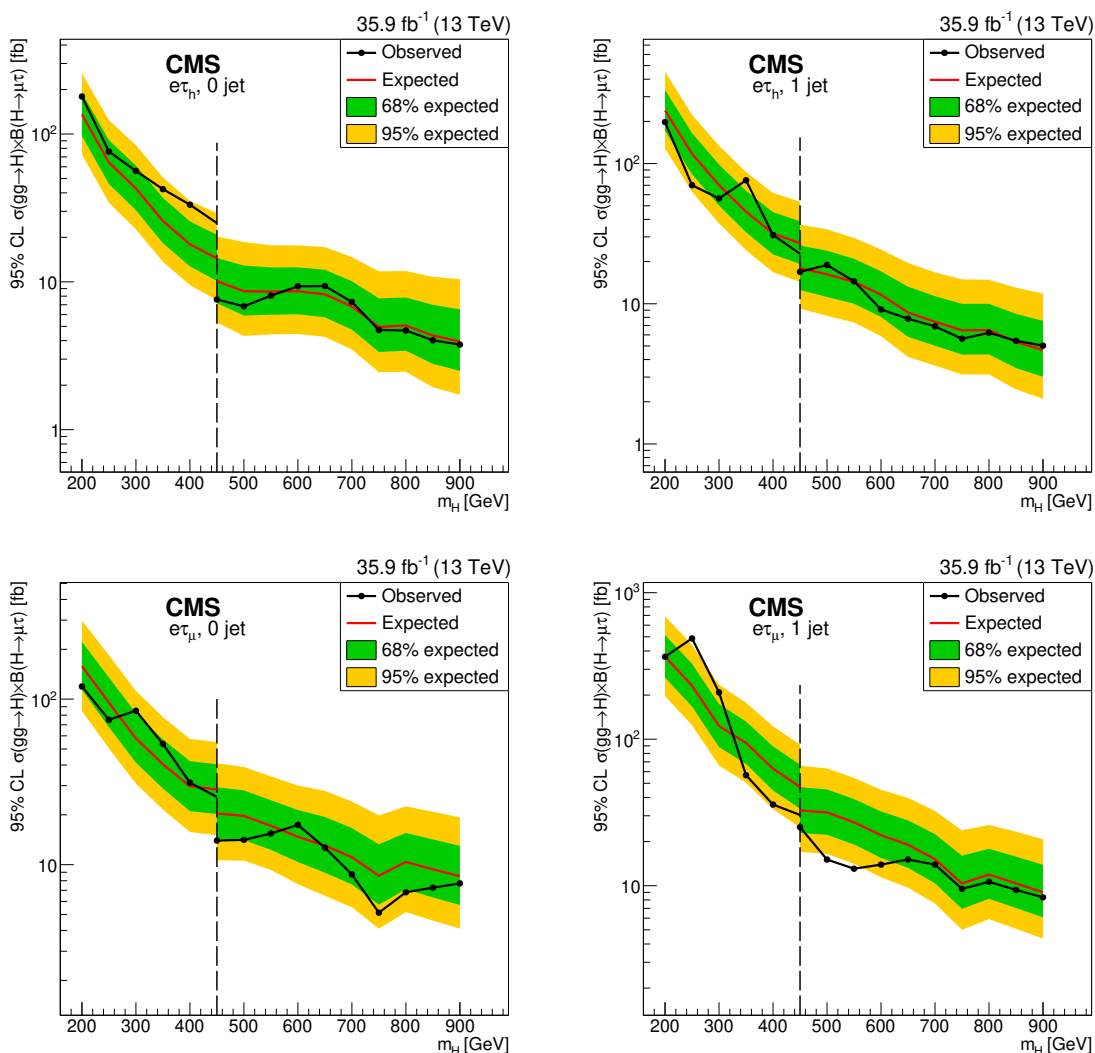 35.9 fb⁻¹ (13 TeV)
95% CL σ(gg→H)×B(H→μτ) [fb]
CMS
eτₕ, 0 jet
Observed
Expected
68% expected
95% expected
10²
10
1
200 300 400 500 600 700 800 900
m_H [GeV]
35.9 fb⁻¹ (13 TeV)
95% CL σ(gg→H)×B(H→μτ) [fb]
CMS
eτₕ, 1 jet
Observed
Expected
68% expected
95% expected
10²
10
1
200 300 400 500 600 700 800 900
m_H [GeV]
35.9 fb⁻¹ (13 TeV)
95% CL σ(gg→H)×B(H→μτ) [fb]
CMS
eτ_μ, 0 jet
Observed
Expected
68% expected
95% expected
10²
10
200 300 400 500 600 700 800 900
m_H [GeV]
35.9 fb⁻¹ (13 TeV)
95% CL σ(gg→H)×B(H→μτ) [fb]
CMS
eτ_μ, 1 jet
Observed
Expected
68% expected
95% expected
10³
10²
10
200 300 400 500 600 700 800 900
m_H [GeV]